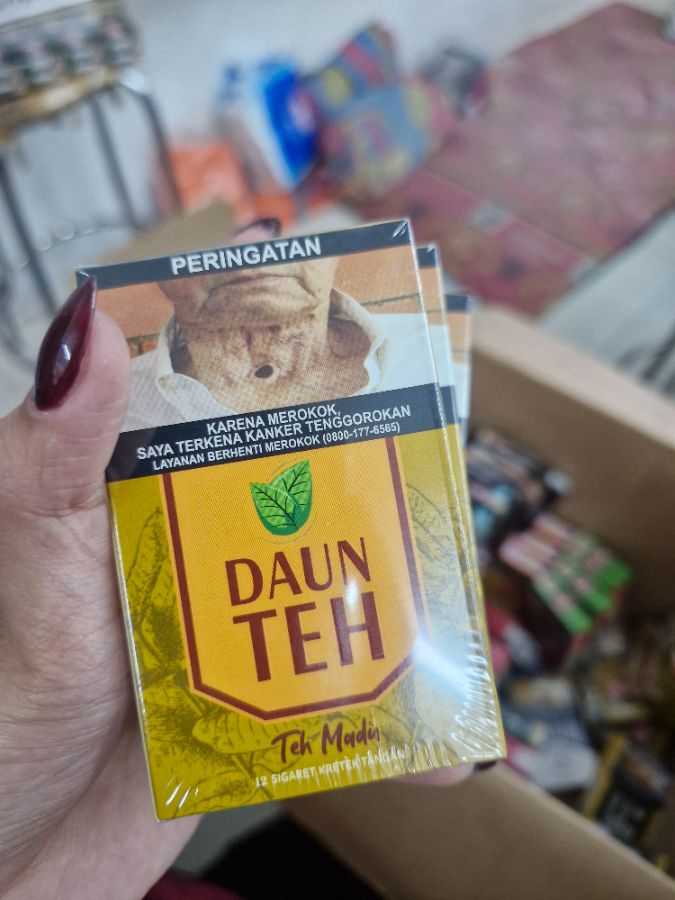 PERINGATAN
KARENA MEROKOK,
SAYA TERKENA KANKER TENGGOROKAN
LAYANAN BERHENTI MEROKOK (0800-177-6565)
DAUN
TEH
Teh Madu
12 SIGARET KRETEK TANGAN